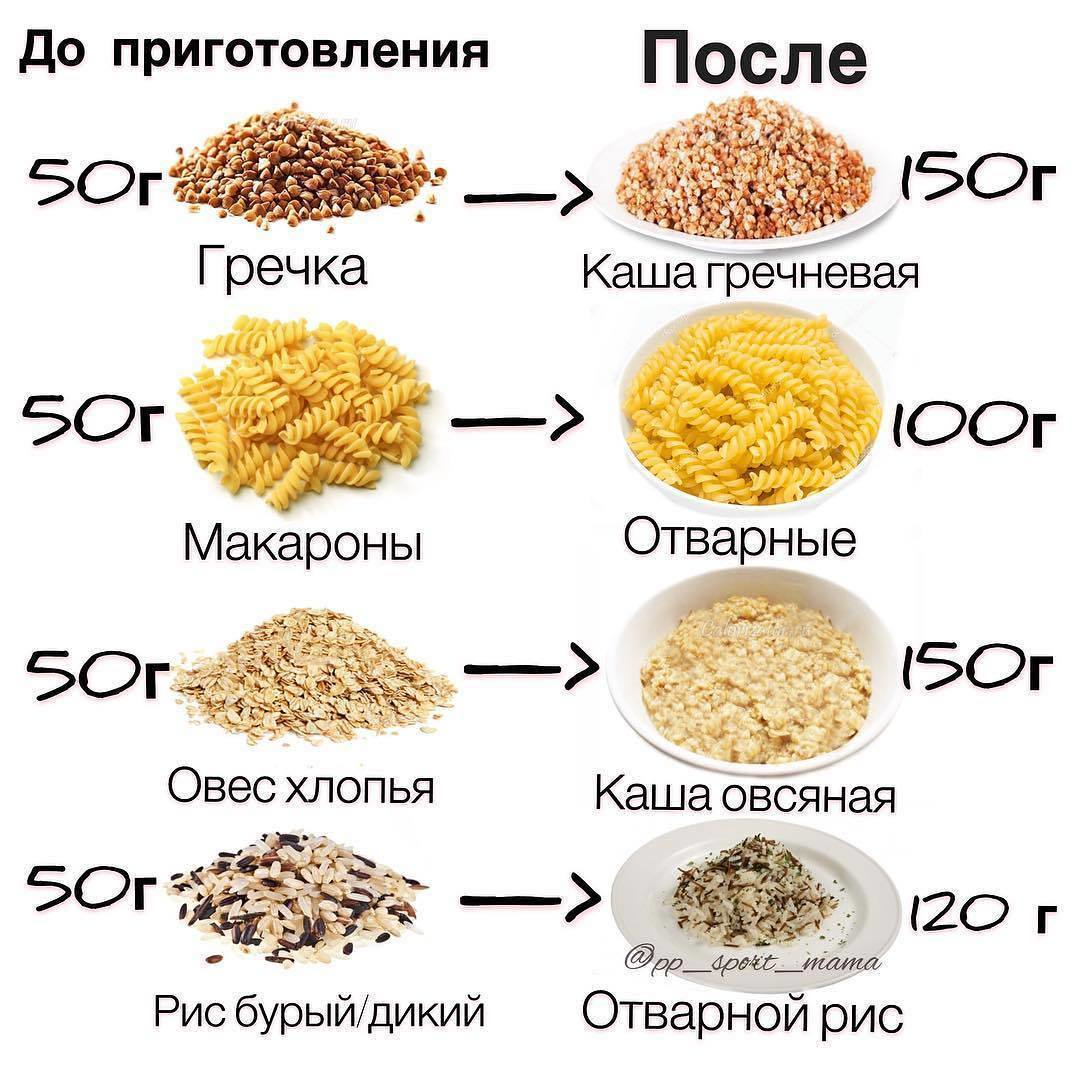 До приготовления
После
50г
150г
Гречка
Каша гречневая
50г
100г
Макароны
Отварные
50г
150г
Овес хлопья
Каша овсяная
50г
120 г
@pp_sport_mama
Рис бурый/дикий
Отварной рис